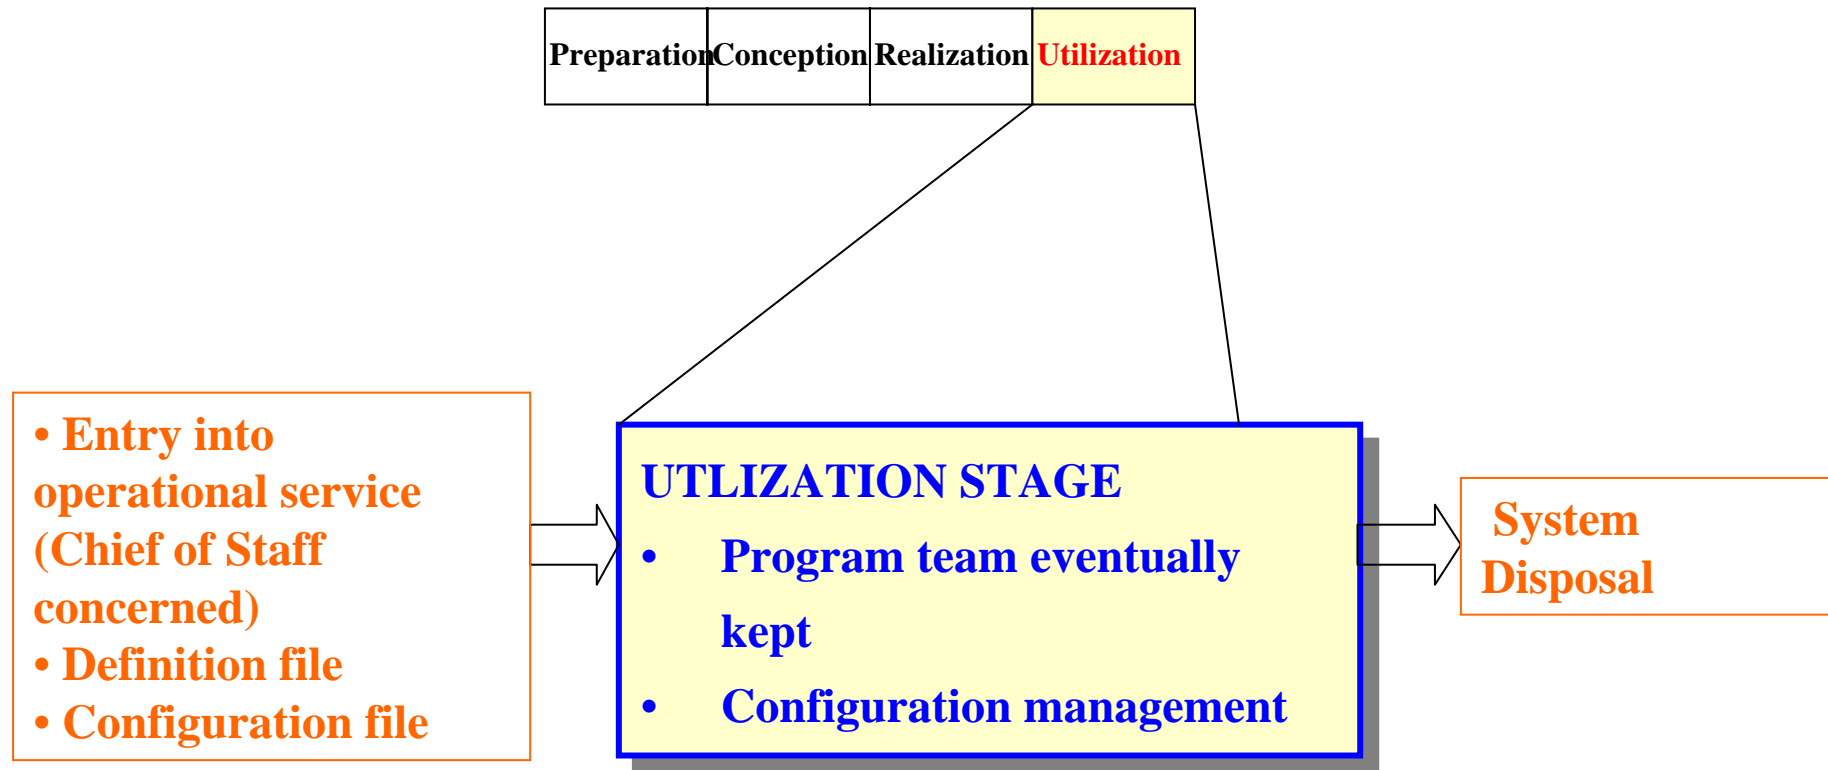 Preparation Conception Realization Utilization
• Entry into
operational service
(Chief of Staff
concerned)
• Definition file
• Configuration file
UTLIZATION STAGE
• Program team eventually
kept
• Configuration management
System
Disposal